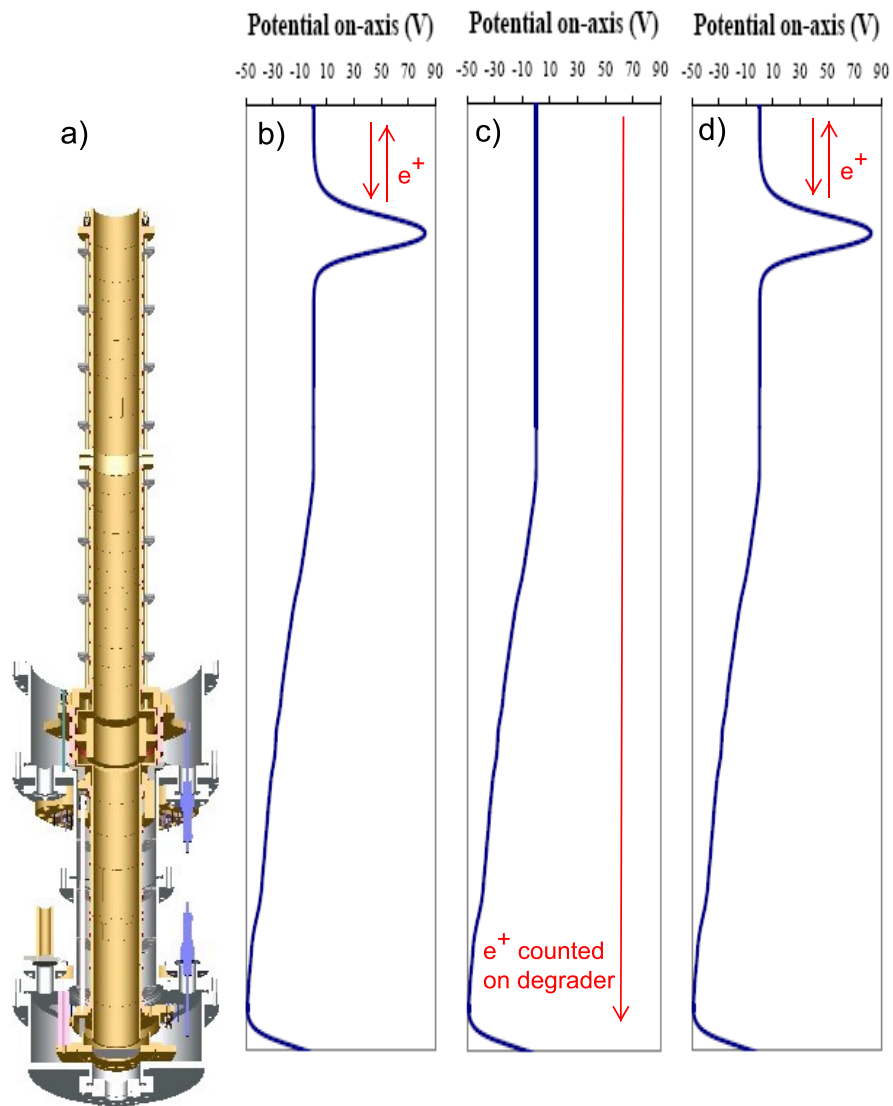 Potential on-axis (V)
-50 -30 -10 10 30 50 70 90
Potential on-axis (V)
-50 -30 -10 10 30 50 70 90
Potential on-axis (V)
-50 -30 -10 10 30 50 70 90
a)
b)
e+
c)
e+ counted
on degrader
d)
e+